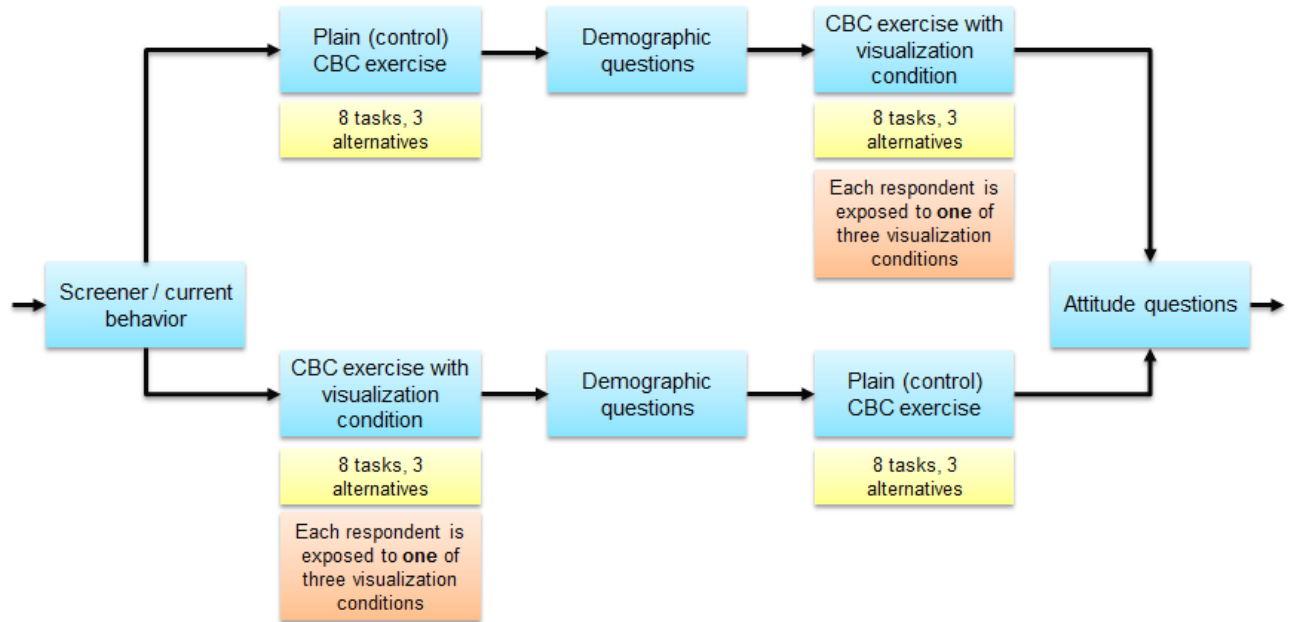 Plain (control)
CBC exercise
Demographic
questions
CBC exercise with
visualization
condition
8 tasks, 3
alternatives
8 tasks, 3
alternatives
Each respondent is
exposed to one of
three visualization
conditions
Screener / current
behavior
Attitude questions
CBC exercise with
visualization
condition
Demographic
questions
Plain (control)
CBC exercise
8 tasks, 3
alternatives
8 tasks, 3
alternatives
Each respondent is
exposed to one of
three visualization
conditions